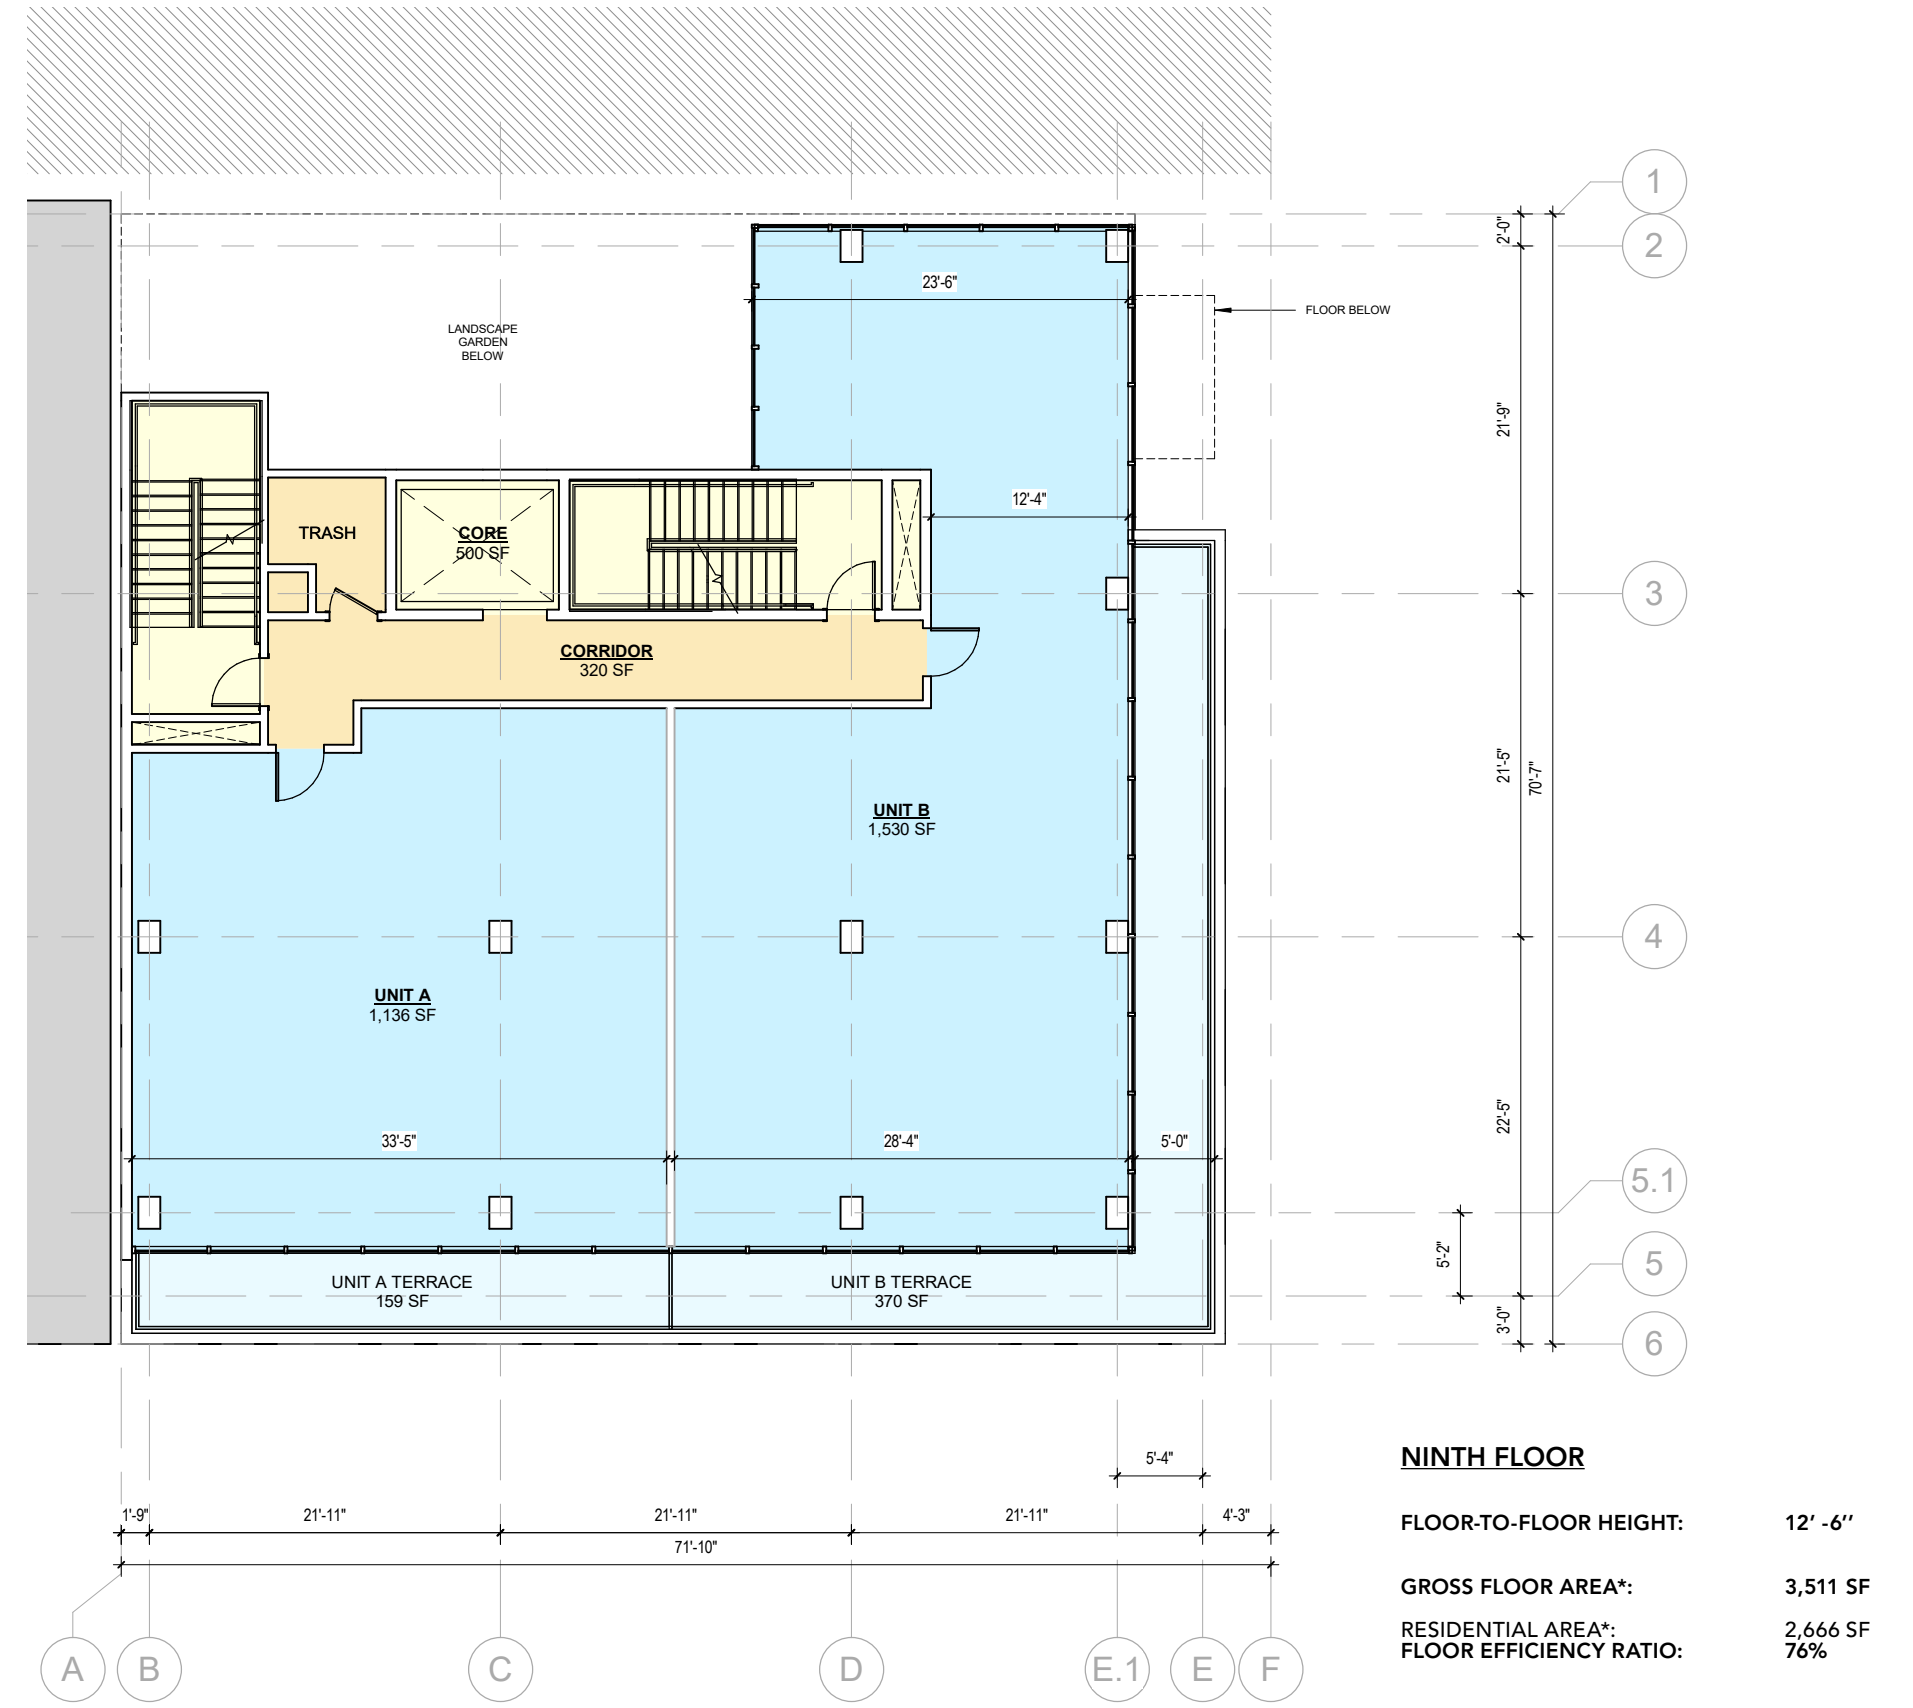 1
2'-0"
2
23'-6"
FLOOR BELOW
LANDSCAPE
GARDEN
BELOW
21'-9"
12'-4"
TRASH
CORE
500 SF
3
CORRIDOR
320 SF
21'-5"
70'-7"
UNIT B
1,530 SF
4
UNIT A
1,136 SF
22'-5"
33'-5"
28'-4"
5'-0"
5.1
5'-2"
5
UNIT A TERRACE
159 SF
UNIT B TERRACE
370 SF
3'-0"
6
5'-4"
1'-9"
21'-11"
21'-11"
21'-11"
4'-3"
71'-10"
A
B
C
D
E.1
E
F
NINTH FLOOR
FLOOR-TO-FLOOR HEIGHT: 12' -6''
GROSS FLOOR AREA*: 3,511 SF
RESIDENTIAL AREA*: 2,666 SF
FLOOR EFFICIENCY RATIO: 76%